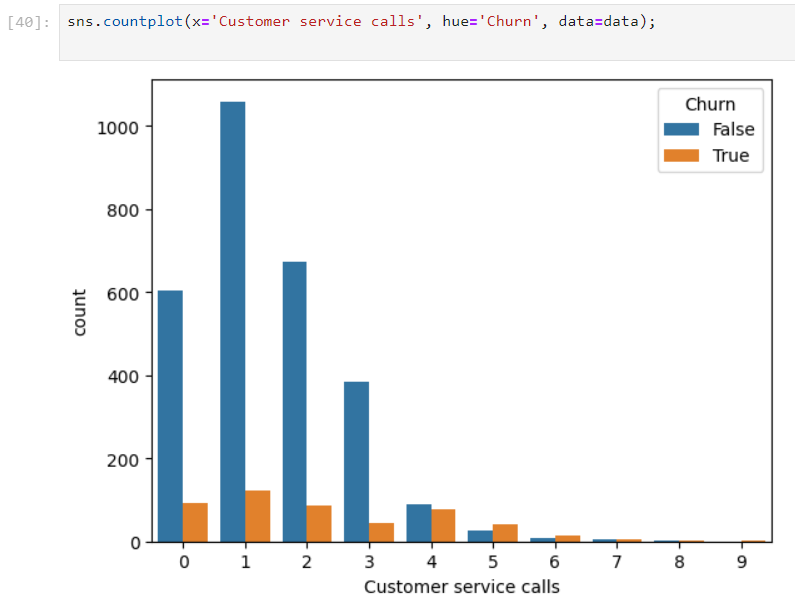 [40]: sns.countplot(x='Customer service calls', hue='Churn', data=data);
Churn
False
True
1000
800
600
400
200
0
count
0 1 2 3 4 5 6 7 8 9
Customer service calls